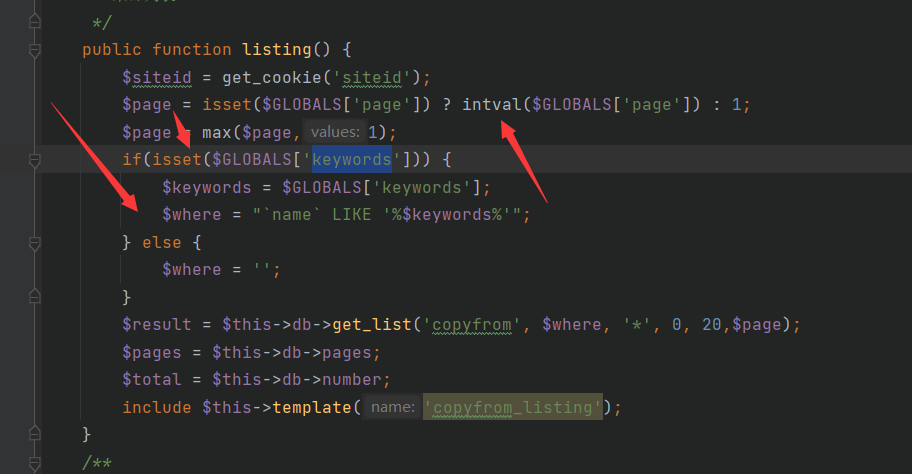 */
public function listing() {
$siteid = get_cookie('siteid');
$page = isset($GLOBALS['page']) ? intval($GLOBALS['page']) : 1;
$page = max($page, values: 1);
if(isset($GLOBALS['keywords'])) {
$keywords = $GLOBALS['keywords'];
$where = "`name` LIKE '%$keywords%'";
} else {
$where = '';
}
$result = $this->db->get_list('copyfrom', $where, '*', 0, 20,$page);
$pages = $this->db->pages;
$total = $this->db->number;
include $this->template( name: 'copyfrom_listing');
}
/**